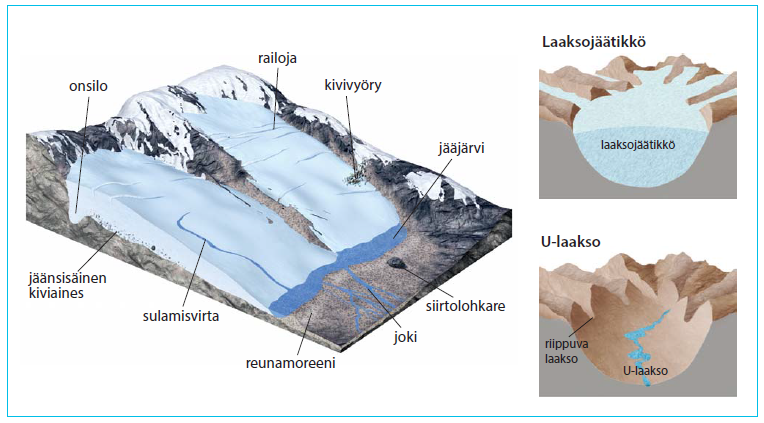 railoja
onsilo
kivivyöry
jääjärvi
jäänsisäinen
kiviaines
sulamisvirta
siirtolohkare
joki
reunamoreeni
Laaksojäätikkö
laaksojäätikkö
U-laakso
riippuva
laakso
U-laakso